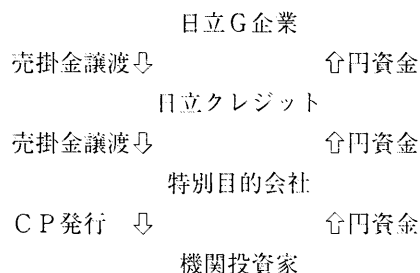 日立Ｇ企業
売掛金譲渡⇩　⇧円資金
日立クレジット
売掛金譲渡⇩　⇧円資金
特別目的会社
ＣＰ発行　⇩　⇧円資金
機関投資家